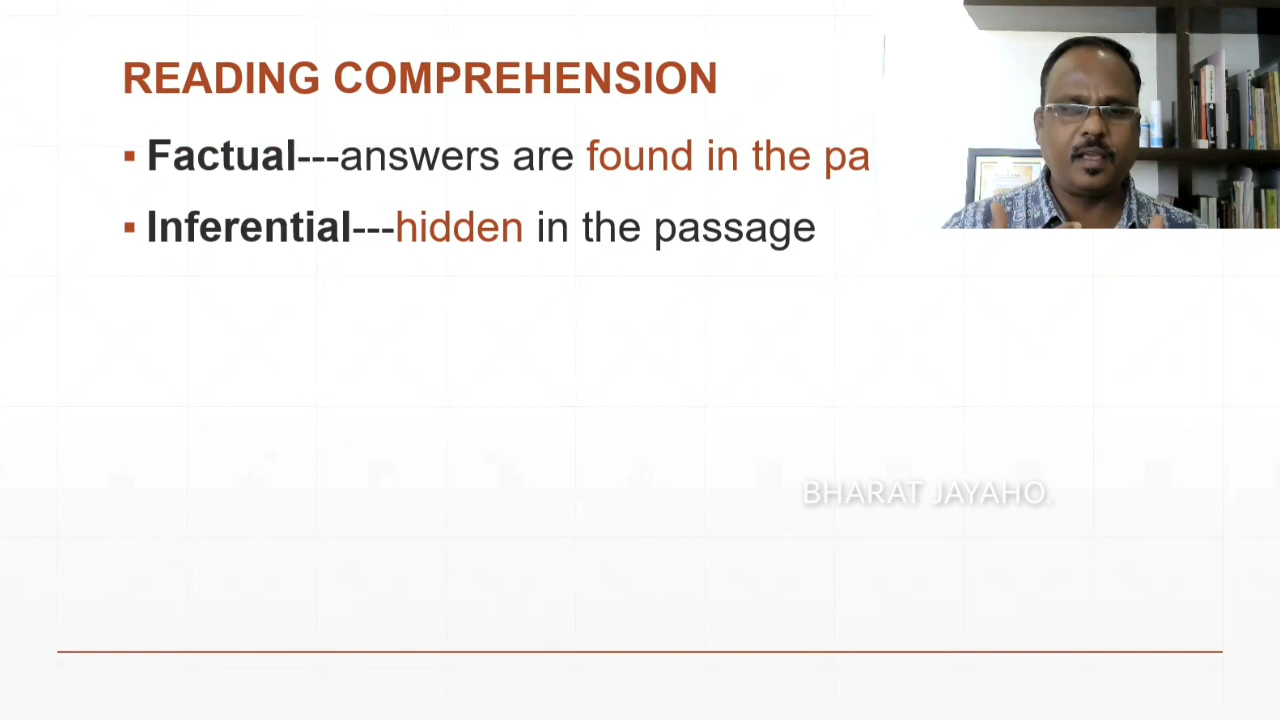 READING COMPREHENSION
▪ Factual---answers are found in the pa
▪ Inferential---hidden in the passage
BHARAT JAYAHO.